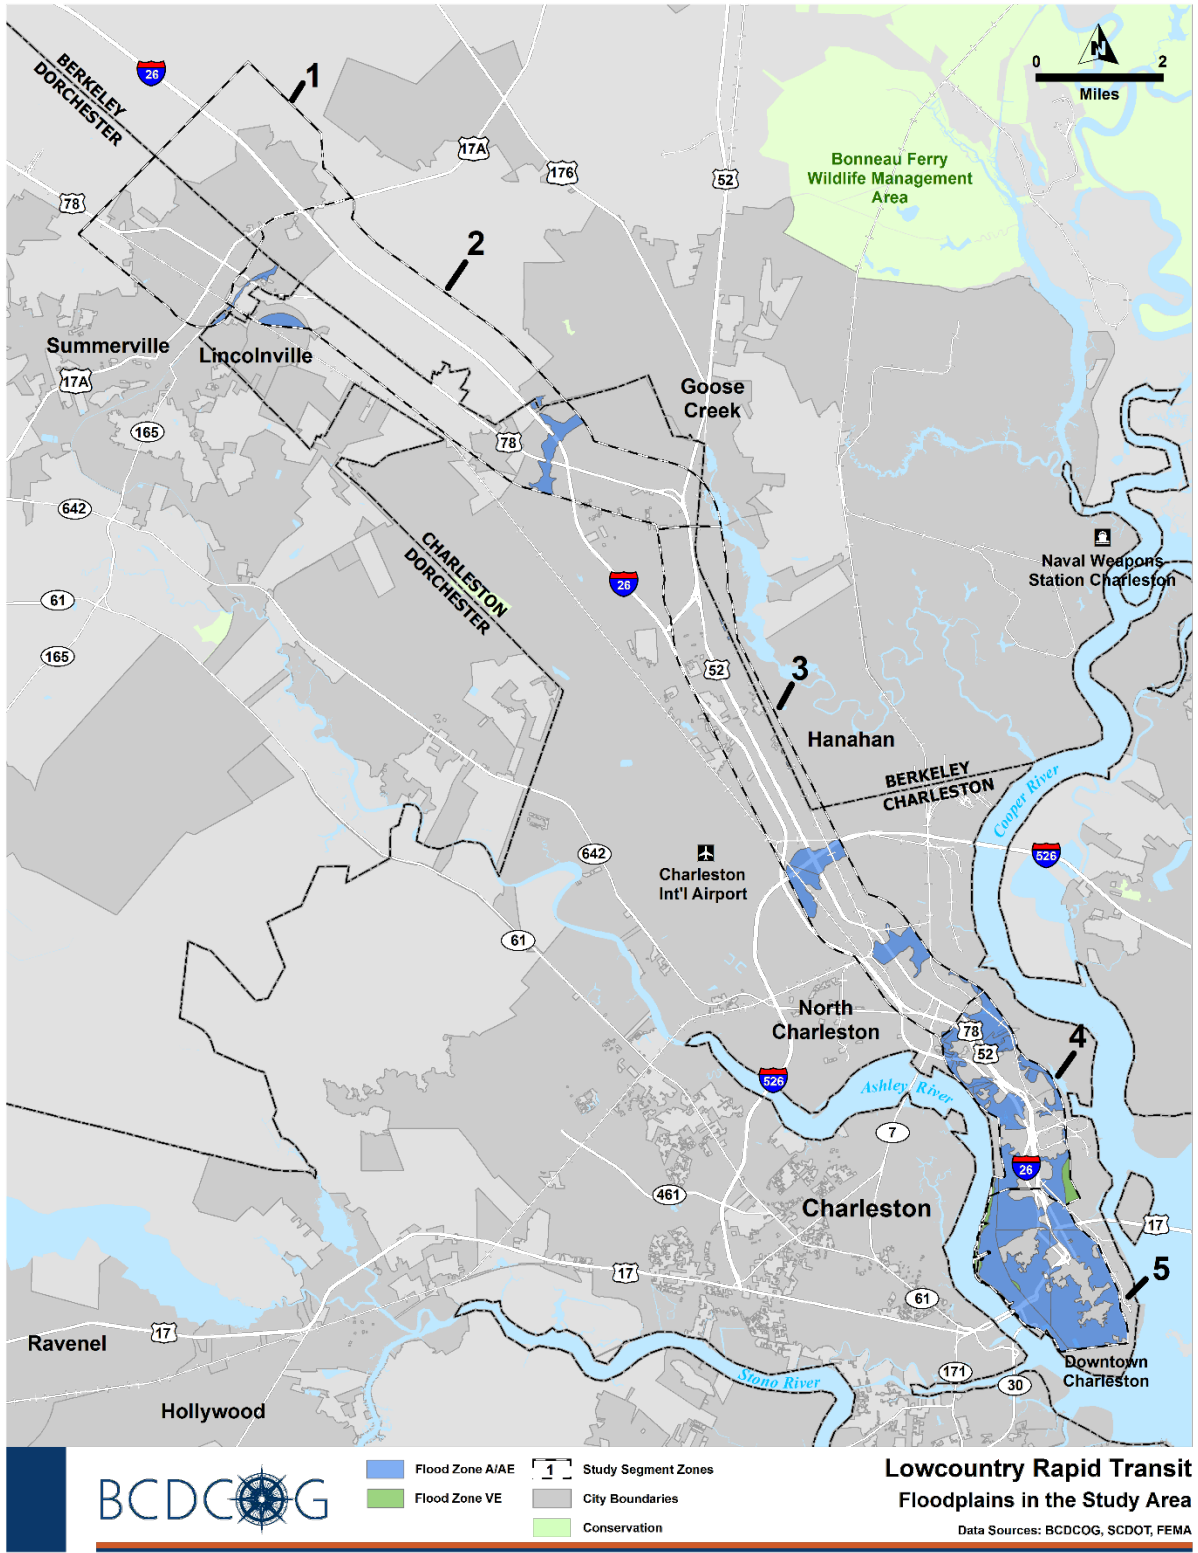 1
N
0
2
Miles
26
BERKELEY
DORCHESTER
17A
176
52
Bonneau Ferry
Wildlife Management
Area
78
2
Summerville
Lincolnville
17A
Goose
Creek
165
78
642
CHARLESTON
DORCHESTER
Naval Weapons
Station Charleston
26
61
165
52
3
Hanahan
BERKELEY
CHARLESTON
Cooper River
642
526
Charleston
Int'l Airport
61
North
Charleston
78
52
4
526
Ashley River
7
26
461
Charleston
17
17
5
61
Ravenel
17
Downtown
Charleston
171
30
Stono River
Hollywood
BCDCOG
Flood Zone A/AE
Flood Zone VE
1
Study Segment Zones
City Boundaries
Conservation
Lowcountry Rapid Transit
Floodplains in the Study Area
Data Sources: BCDCOG, SCDOT, FEMA